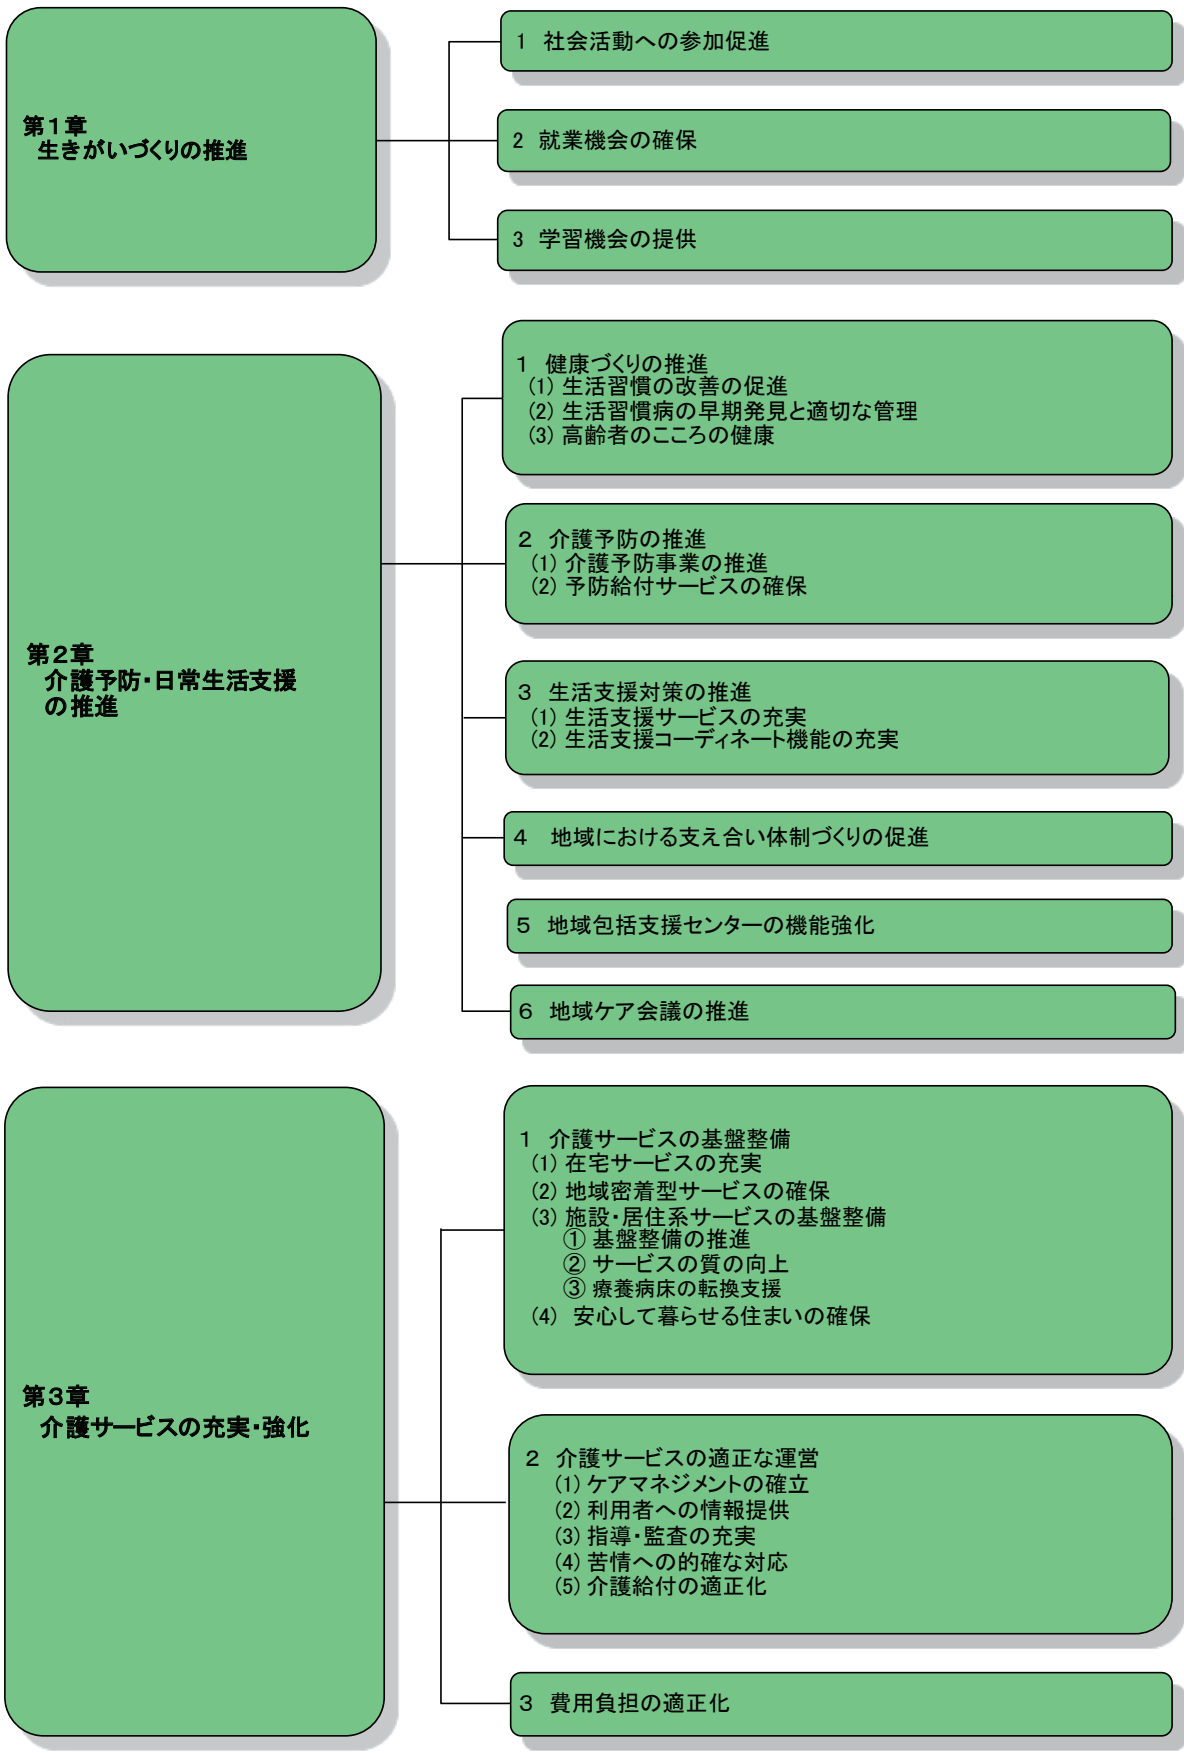 第1章
生きがいづくりの推進
1 社会活動への参加促進
2 就業機会の確保
3 学習機会の提供
第2章
介護予防・日常生活支援
の推進
1 健康づくりの推進
(1) 生活習慣の改善の促進
(2) 生活習慣病の早期発見と適切な管理
(3) 高齢者のこころの健康
2 介護予防の推進
(1) 介護予防事業の推進
(2) 予防給付サービスの確保
3 生活支援対策の推進
(1) 生活支援サービスの充実
(2) 生活支援コーディネート機能の充実
4 地域における支え合い体制づくりの促進
5 地域包括支援センターの機能強化
6 地域ケア会議の推進
第3章
介護サービスの充実・強化
1 介護サービスの基盤整備
(1) 在宅サービスの充実
(2) 地域密着型サービスの確保
(3) 施設・居住系サービスの基盤整備
① 基盤整備の推進
② サービスの質の向上
③ 療養病床の転換支援
(4) 安心して暮らせる住まいの確保
2 介護サービスの適正な運営
(1) ケアマネジメントの確立
(2) 利用者への情報提供
(3) 指導・監査の充実
(4) 苦情への的確な対応
(5) 介護給付の適正化
3 費用負担の適正化